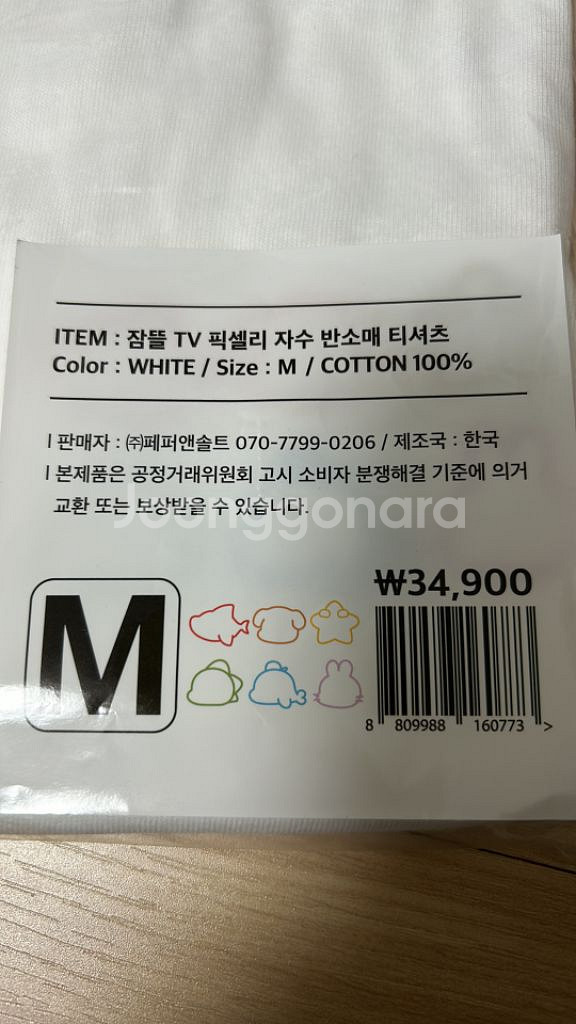 ITEM : 잠뜰 TV 픽셀리 자수 반소매 티셔츠
Color : WHITE / Size : M / COTTON 100%
| 판매자 : ㈜페퍼앤솔트 070-7799-0206 / 제조국 : 한국
| 본제품은 공정거래위원회 고시 소비자 분쟁해결 기준에 의거
교환 또는 보상받을 수 있습니다.
Joonggonara
₩34,900
M
8 809988 160773 >